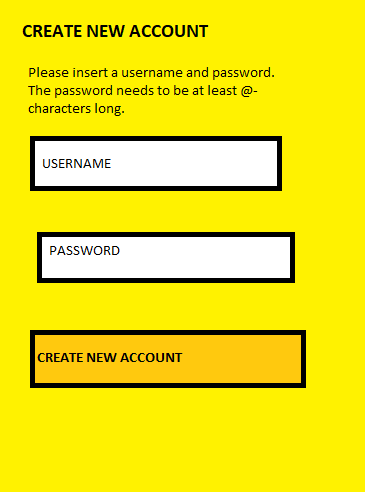 CREATE NEW ACCOUNT
Please insert a username and password.
The password needs to be at least @-
characters long.
USERNAME
PASSWORD
CREATE NEW ACCOUNT